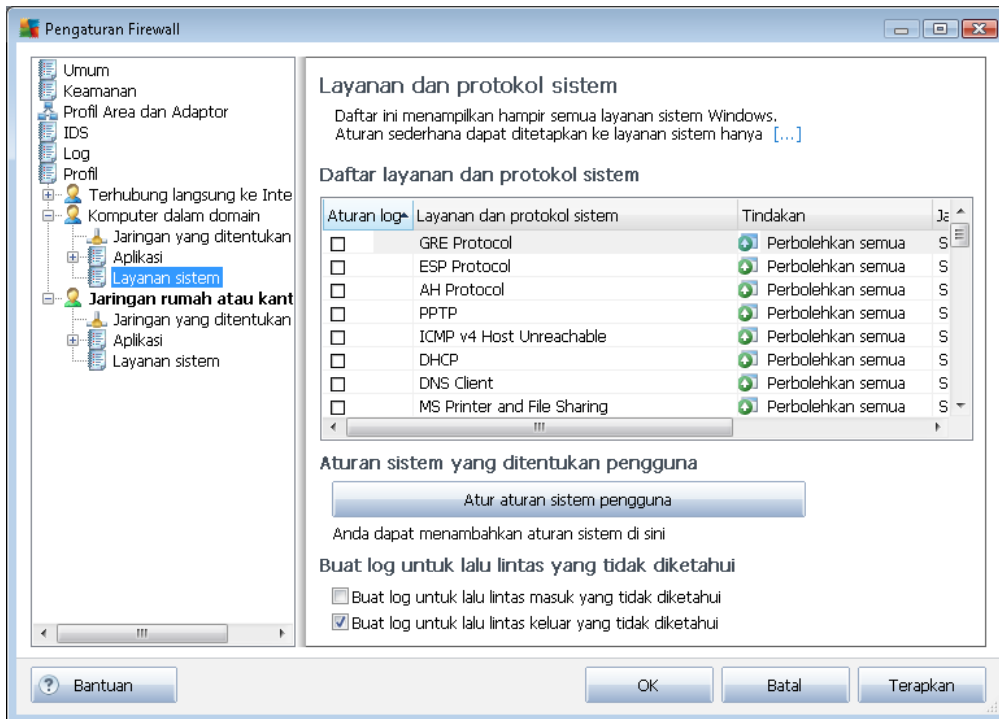 Pengaturan Firewall
Umum
Keamanan
Profil Area dan Adaptor
IDS
Log
Profil
Terhubung langsung ke Inte
Komputer dalam domain
Jaringan yang ditentukan
Aplikasi
Layanan sistem
Jaringan rumah atau kant
Jaringan yang ditentukan
Aplikasi
Layanan sistem
Layanan dan protokol sistem
Daftar ini menampilkan hampir semua layanan sistem Windows.
Aturan sederhana dapat ditetapkan ke layanan sistem hanya [...]
Daftar layanan dan protokol sistem
Aturan log Layanan dan protokol sistem Tindakan Ja
GRE Protocol Perbolehkan semua S
ESP Protocol Perbolehkan semua S
AH Protocol Perbolehkan semua S
PPTP Perbolehkan semua S
ICMP v4 Host Unreachable Perbolehkan semua S
DHCP Perbolehkan semua S
DNS Client Perbolehkan semua S
MS Printer and File Sharing Perbolehkan semua S
Aturan sistem yang ditentukan pengguna
Atur aturan sistem pengguna
Anda dapat menambahkan aturan sistem di sini
Buat log untuk lalu lintas yang tidak diketahui
Buat log untuk lalu lintas masuk yang tidak diketahui
Buat log untuk lalu lintas keluar yang tidak diketahui
? Bantuan
OK
Batal
Terapkan